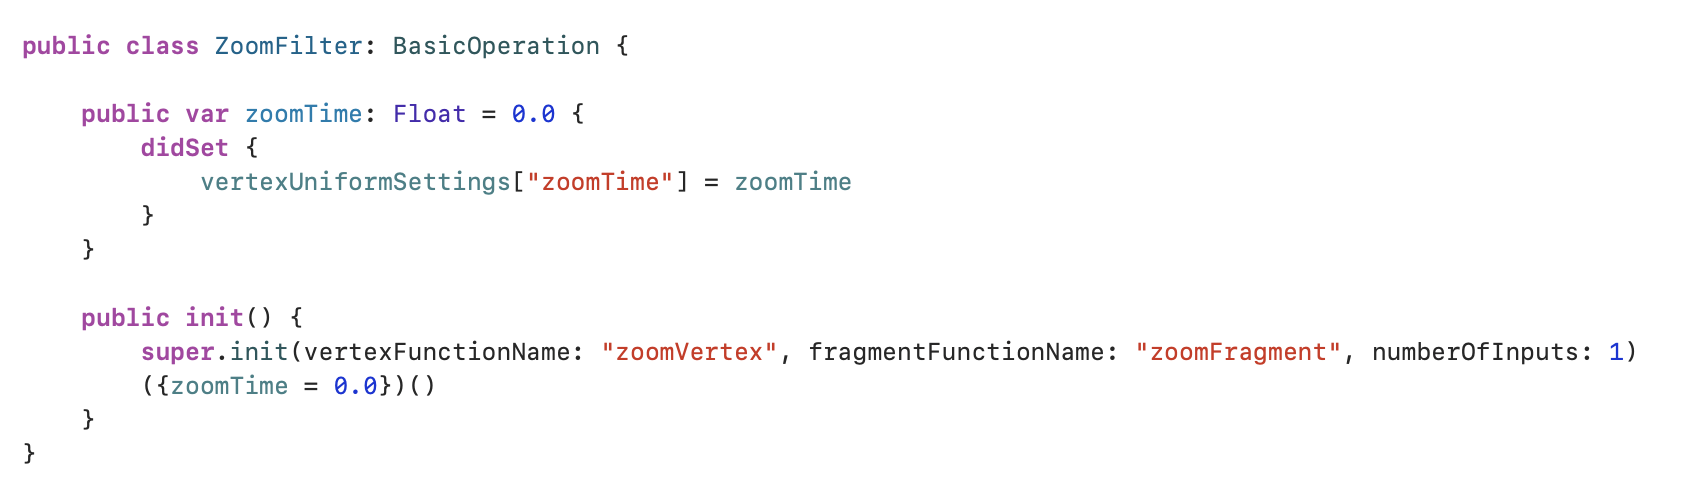 public class ZoomFilter: BasicOperation {
    public var zoomTime: Float = 0.0 {
        didSet {
            vertexUniformSettings["zoomTime"] = zoomTime
        }
    }
    public init() {
        super.init(vertexFunctionName: "zoomVertex", fragmentFunctionName: "zoomFragment", numberOfInputs: 1)
        ({zoomTime = 0.0})()
    }
}